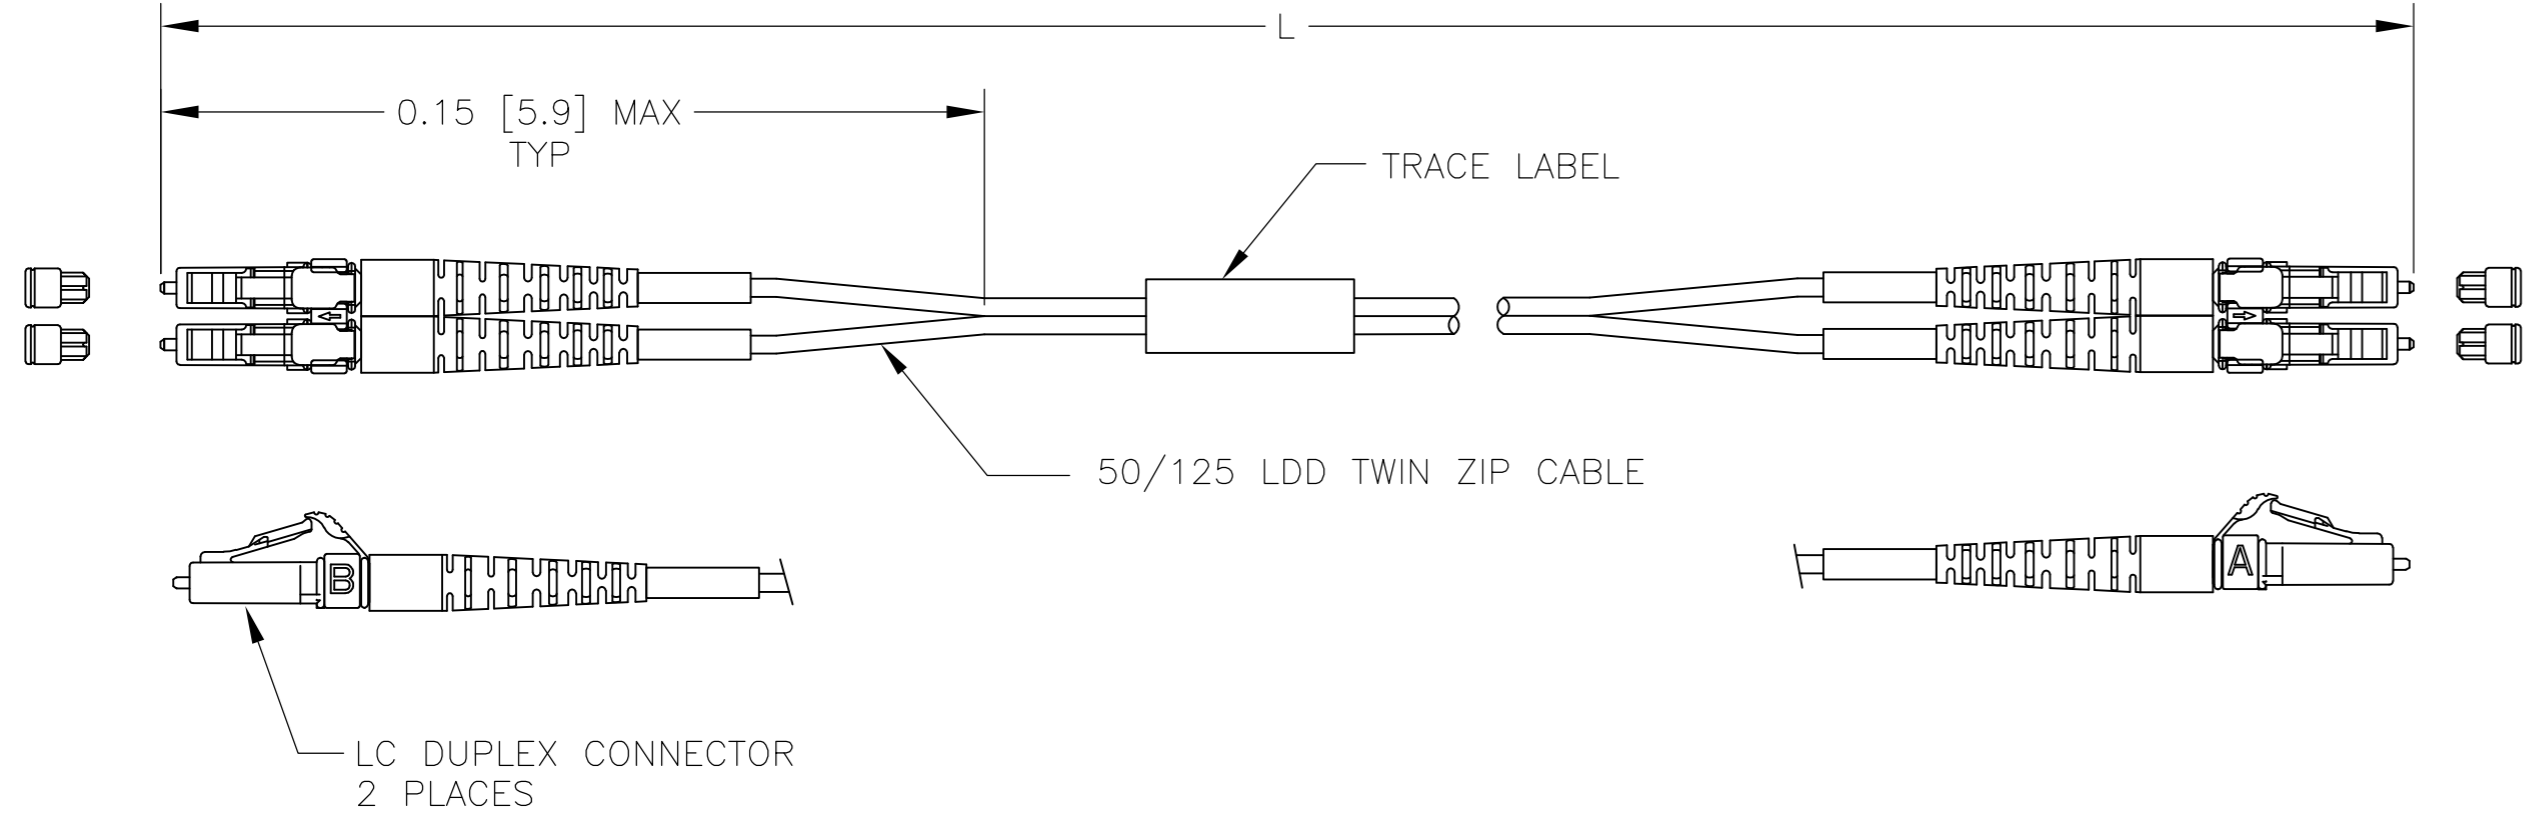 L
0.15 [5.9] MAX
TYP
TRACE LABEL
50/125 LDD TWIN ZIP CABLE
B
A
LC DUPLEX CONNECTOR
2 PLACES